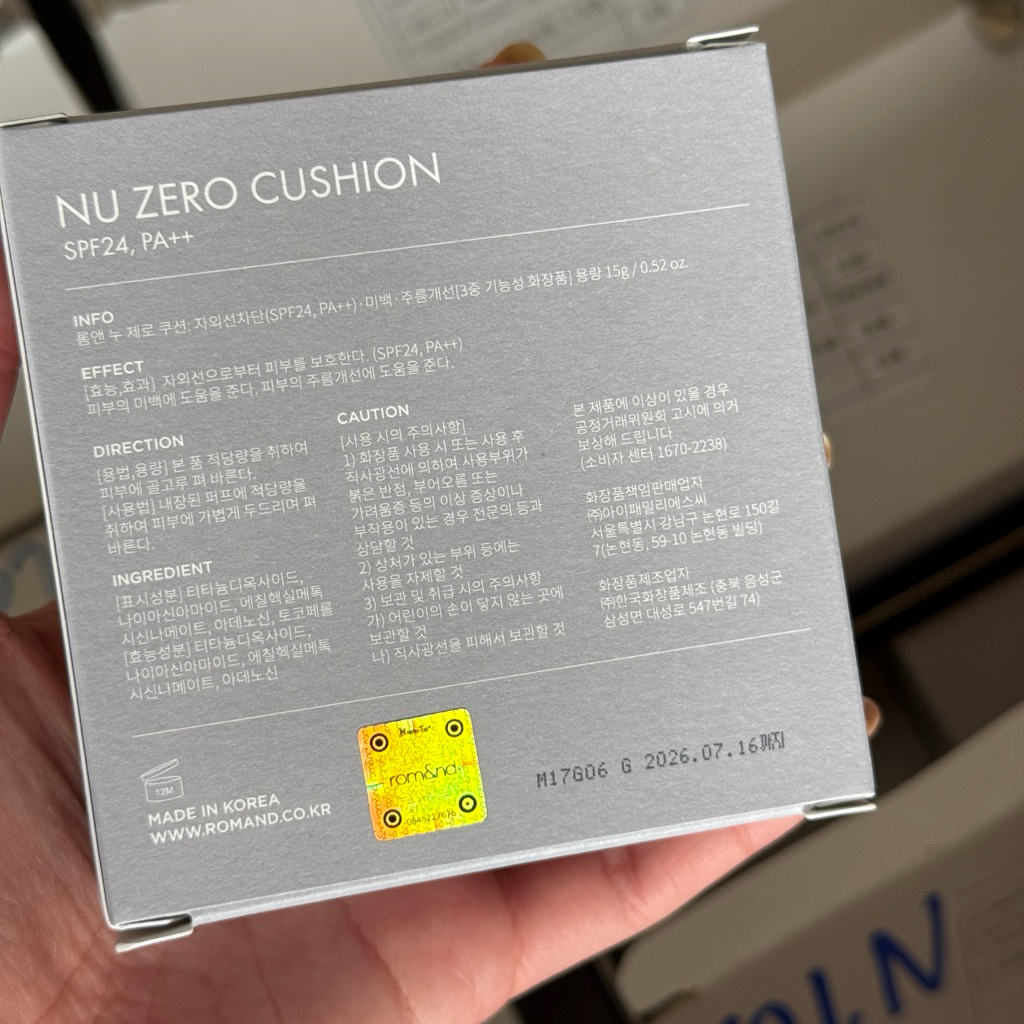 NU ZERO CUSHION
SPF24, PA++
INFO
롬앤 누 제로 쿠션: 자외선차단(SPF24, PA++)·미백·주름개선[3중 기능성 화장품] 용량 15g / 0.52 oz.
EFFECT
[효능,효과] 자외선으로부터 피부를 보호한다. (SPF24, PA++)
피부의 미백에 도움을 준다. 피부의 주름개선에 도움을 준다.
DIRECTION
[용법,용량] 본 품 적당량을 취하여
피부에 골고루 펴 바른다.
[사용법] 내장된 퍼프에 적당량을
취하여 피부에 가볍게 두드리며 펴
바른다.
INGREDIENT
[표시성분] 티타늄디옥사이드,
나이아신아마이드, 에칠헥실메톡
시신나메이트, 아데노신, 토코페롤
[효능성분] 티타늄디옥사이드,
나이아신아마이드, 에칠헥실메톡
시신나메이트, 아데노신
CAUTION
[사용 시의 주의사항]
1) 화장품 사용 시 또는 사용 후
직사광선에 의하여 사용부위가
붉은 반점, 부어오름 또는
가려움증 등의 이상 증상이나
부작용이 있는 경우 전문의 등과
상담할 것
2) 상처가 있는 부위 등에는
사용을 자제할 것
3) 보관 및 취급 시의 주의사항
가) 어린이의 손이 닿지 않는 곳에
보관할 것
나) 직사광선을 피해서 보관할 것
본 제품에 이상이 있을 경우
공정거래위원회 고시에 의거
보상해 드립니다.
(소비자 센터 1670-2238)
화장품책임판매업자
㈜아이패밀리에스씨
서울특별시 강남구 논현로 150길
7(논현동, 59-10 논현동 빌딩)
화장품제조업자
㈜한국화장품제조 (충북 음성군
삼성면 대성로 547번길 74)
12M
MADE IN KOREA
WWW.ROMAND.CO.KR
rom&nd
0646227676
M17G06 G 2026.07.16까지